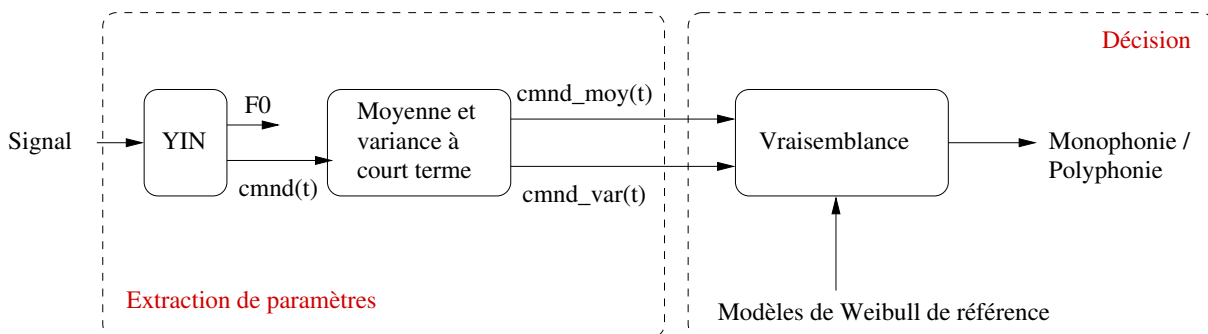 Décision
Signal
YIN
F0
cmnd(t)
Moyenne et
variance à
court terme
cmnd_moy(t)
cmnd_var(t)
Vraisemblance
Monophonie /
Polyphonie
Extraction de paramètres
Modèles de Weibull de référence